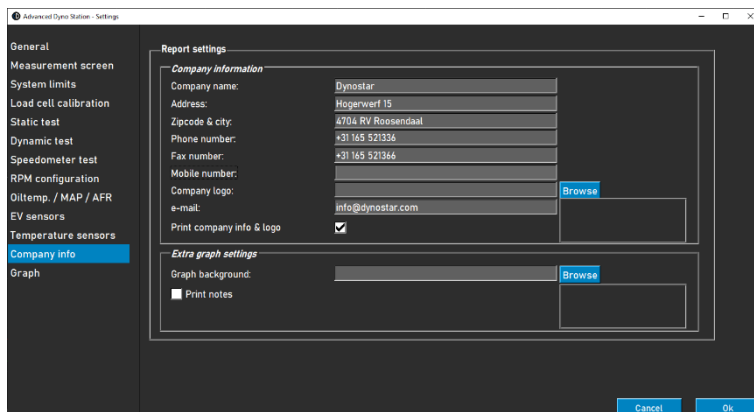 Advanced Dyno Station - Settings
General
Measurement screen
System limits
Load cell calibration
Static test
Dynamic test
Speedometer test
RPM configuration
Oiltemp. / MAP / AFR
EV sensors
Temperature sensors
Company info
Graph
Report settings
Company information
Company name: Dynostar
Address: Hogerwerf 15
Zipcode & city: 4704 RV Roosendaal
Phone number: +31 165 521336
Fax number: +31 165 521366
Mobile number:
Company logo: Browse
e-mail: info@dynostar.com
Print company info & logo
Extra graph settings
Graph background: Browse
Print notes
Cancel Ok